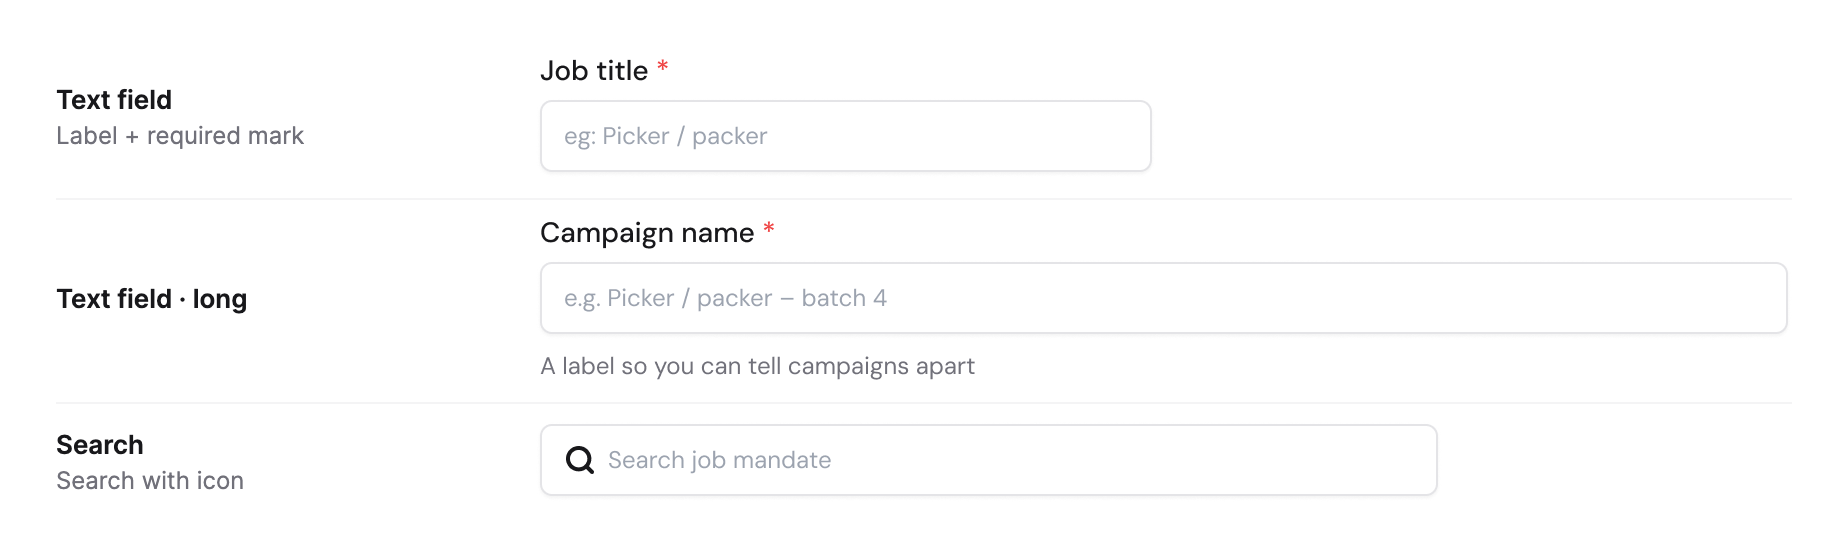 Text field
Label + required mark
Job title *
eg: Picker / packer
Text field · long
Campaign name *
e.g. Picker / packer – batch 4
A label so you can tell campaigns apart
Search
Search with icon
Search job mandate